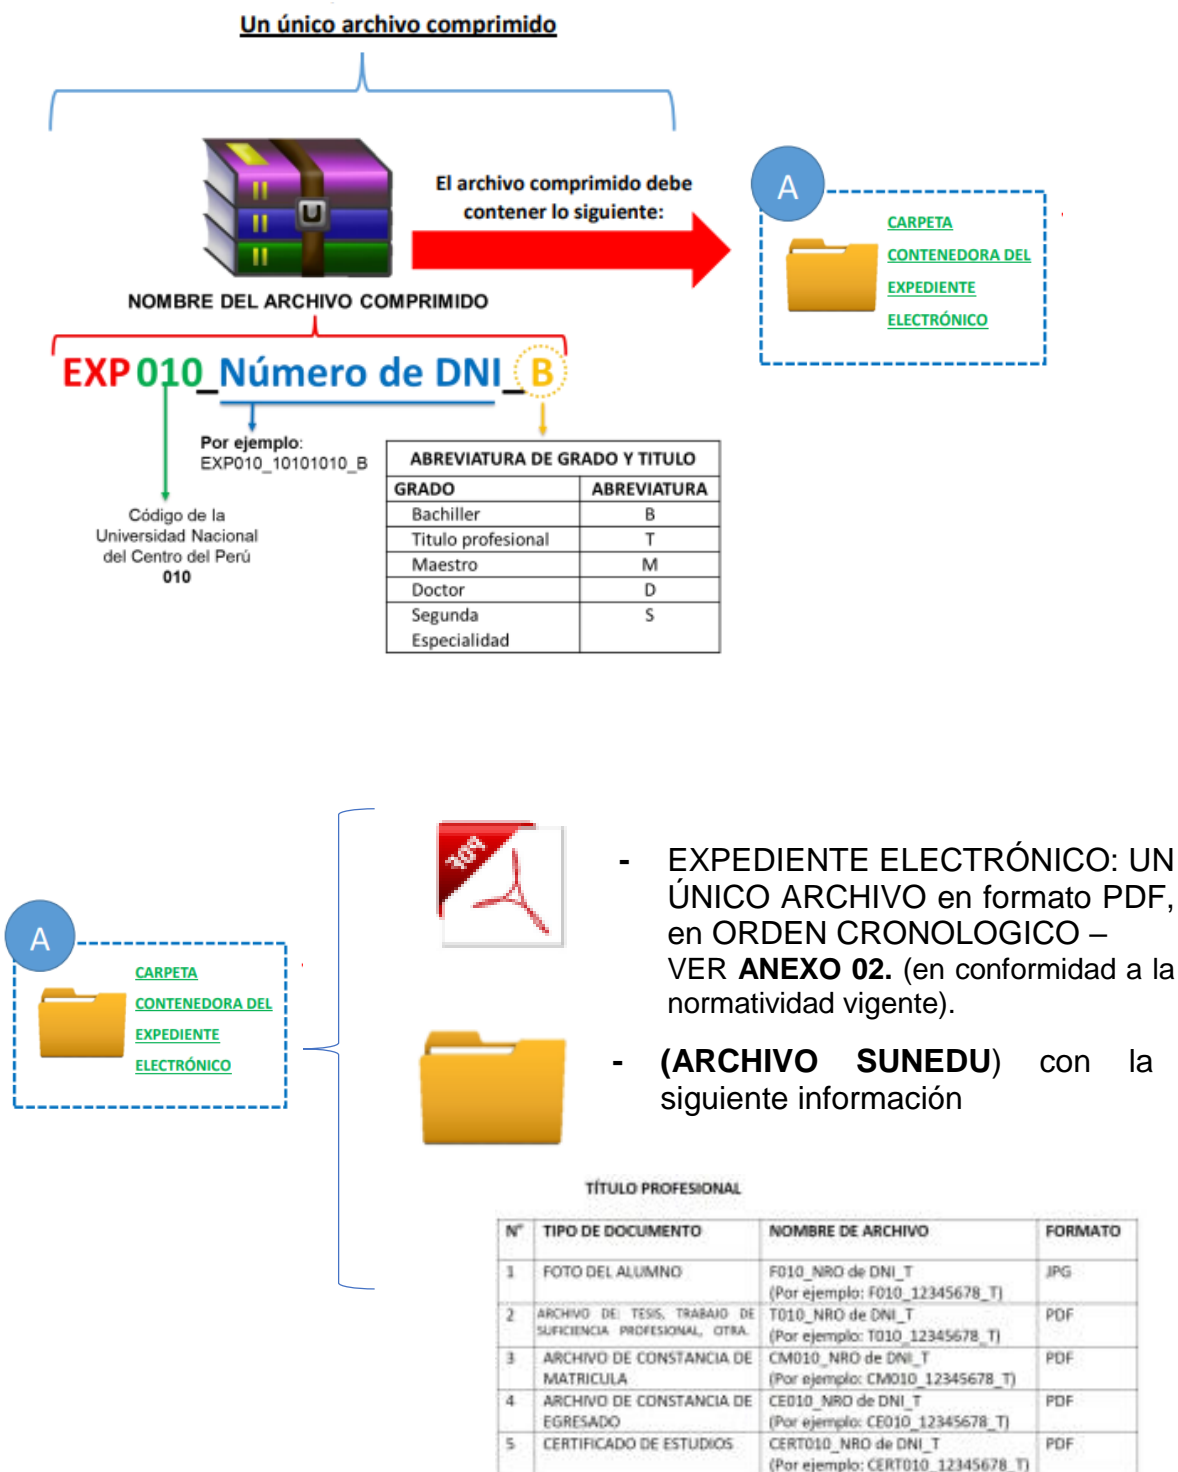 Un único archivo comprimido
El archivo comprimido debe
contener lo siguiente:
A
CARPETA
CONTENEDORA DEL
EXPEDIENTE
ELECTRÓNICO
U
NOMBRE DEL ARCHIVO COMPRIMIDO
EXP 010_Número de DNI_B
Por ejemplo:
EXP010_10101010_B
Código de la
Universidad Nacional
del Centro del Perú
010
ABREVIATURA DE GRADO Y TITULO
GRADO ABREVIATURA
Bachiller B
Titulo profesional T
Maestro M
Doctor D
Segunda S
Especialidad
A
CARPETA
CONTENEDORA DEL
EXPEDIENTE
ELECTRÓNICO
- EXPEDIENTE ELECTRÓNICO: UN
ÚNICO ARCHIVO en formato PDF,
en ORDEN CRONOLOGICO –
VER ANEXO 02. (en conformidad a la
normatividad vigente).
- (ARCHIVO SUNEDU) con la
siguiente información
TÍTULO PROFESIONAL
N° TIPO DE DOCUMENTO NOMBRE DE ARCHIVO FORMATO
1 FOTO DEL ALUMNO F010_NRO de DNI_T JPG
(Por ejemplo: F010_12345678_T)
2 ARCHIVO DE: TESIS, TRABAJO DE T010_NRO de DNI_T PDF
SUFICIENCIA PROFESIONAL, OTRA. (Por ejemplo: T010_12345678_T)
3 ARCHIVO DE CONSTANCIA DE CM010_NRO de DNI_T PDF
MATRICULA (Por ejemplo: CM010_12345678_T)
4 ARCHIVO DE CONSTANCIA DE CE010_NRO de DNI_T PDF
EGRESADO (Por ejemplo: CE010_12345678_T)
5 CERTIFICADO DE ESTUDIOS CERT010_NRO de DNI_T PDF
(Por ejemplo: CERT010_12345678_T)